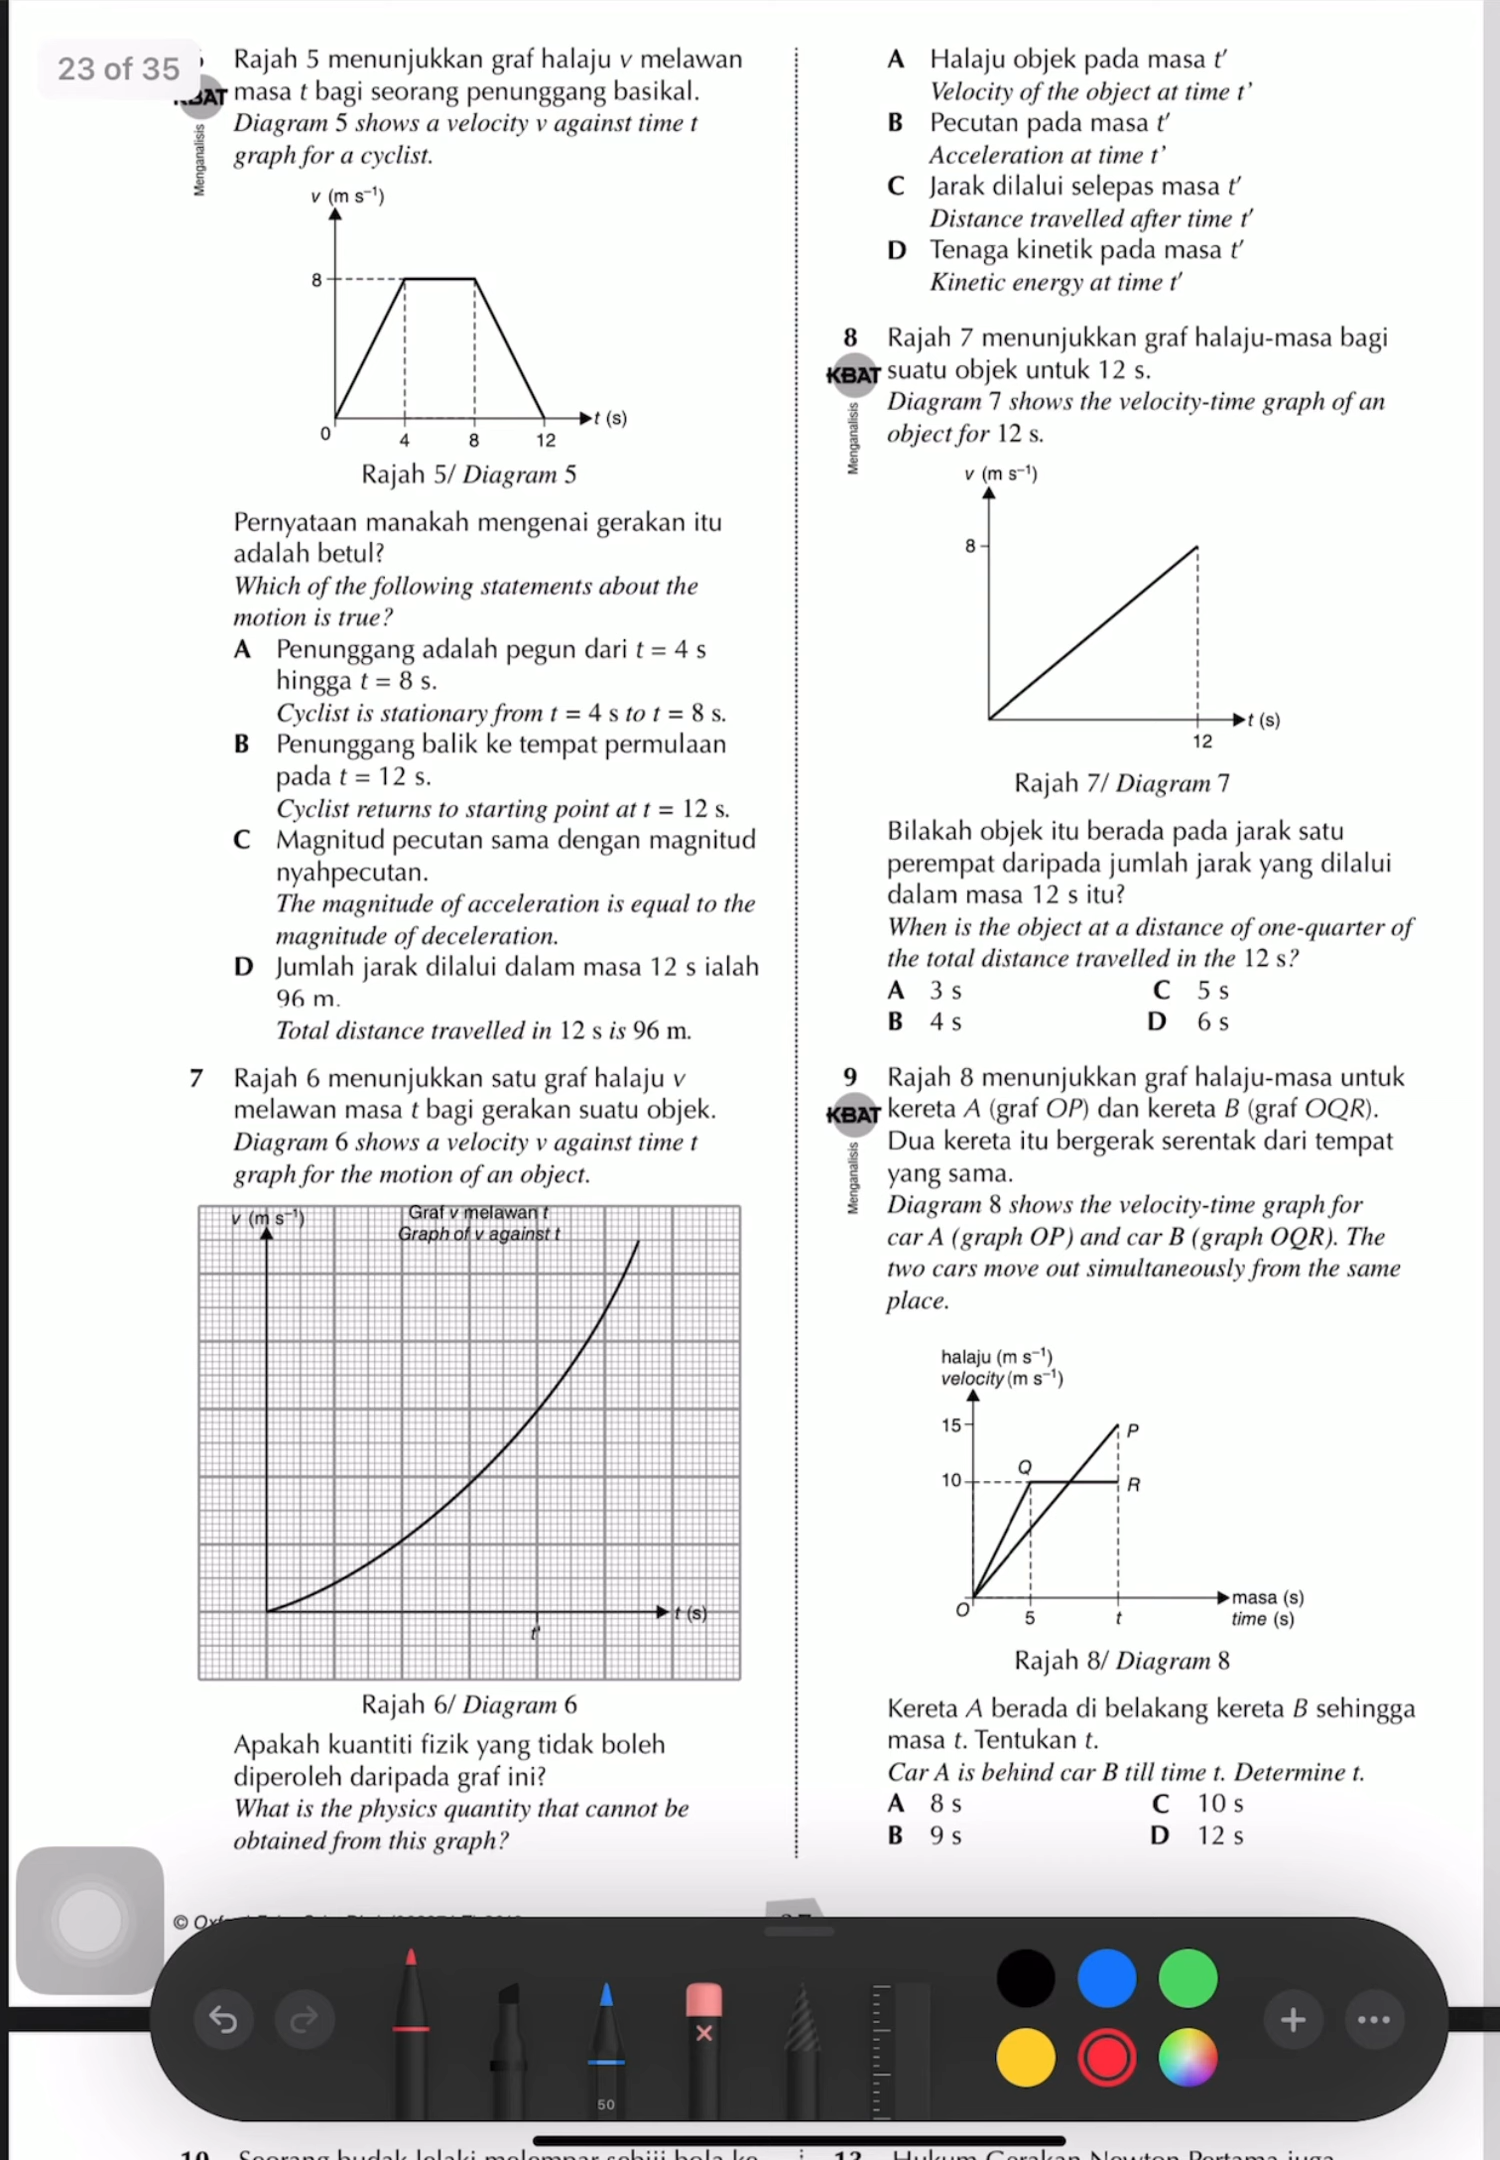 23 of 35
Rajah 5 menunjukkan graf halaju v melawan
masa t bagi seorang penunggang basikal.
Diagram 5 shows a velocity v against time t
graph for a cyclist.
Menganalisis
v (m s⁻¹)
8
0
4
8
12
t (s)
Rajah 5/ Diagram 5
Pernyataan manakah mengenai gerakan itu
adalah betul?
Which of the following statements about the
motion is true?
A Penunggang adalah pegun dari t = 4 s
hingga t = 8 s.
Cyclist is stationary from t = 4 s to t = 8 s.
B Penunggang balik ke tempat permulaan
pada t = 12 s.
Cyclist returns to starting point at t = 12 s.
C Magnitud pecutan sama dengan magnitud
nyahpecutan.
The magnitude of acceleration is equal to the
magnitude of deceleration.
D Jumlah jarak dilalui dalam masa 12 s ialah
96 m.
Total distance travelled in 12 s is 96 m.
7 Rajah 6 menunjukkan satu graf halaju v
melawan masa t bagi gerakan suatu objek.
Diagram 6 shows a velocity v against time t
graph for the motion of an object.
v (m s⁻¹)
Graf v melawan t
Graph of v against t
t (s)
t'
Rajah 6/ Diagram 6
Apakah kuantiti fizik yang tidak boleh
diperoleh daripada graf ini?
What is the physics quantity that cannot be
obtained from this graph?
A Halaju objek pada masa t'
Velocity of the object at time t'
B Pecutan pada masa t'
Acceleration at time t'
C Jarak dilalui selepas masa t'
Distance travelled after time t'
D Tenaga kinetik pada masa t'
Kinetic energy at time t'
8 Rajah 7 menunjukkan graf halaju-masa bagi
KBAT suatu objek untuk 12 s.
Diagram 7 shows the velocity-time graph of an
object for 12 s.
Menganalisis
v (m s⁻¹)
8
t (s)
12
Rajah 7/ Diagram 7
Bilakah objek itu berada pada jarak satu
perempat daripada jumlah jarak yang dilalui
dalam masa 12 s itu?
When is the object at a distance of one-quarter of
the total distance travelled in the 12 s?
A 3 s C 5 s
B 4 s D 6 s
9 Rajah 8 menunjukkan graf halaju-masa untuk
KBAT kereta A (graf OP) dan kereta B (graf OQR).
Dua kereta itu bergerak serentak dari tempat
yang sama.
Diagram 8 shows the velocity-time graph for
car A (graph OP) and car B (graph OQR). The
two cars move out simultaneously from the same
place.
Menganalisis
halaju (m s⁻¹)
velocity (m s⁻¹)
15
P
Q
10
R
O
5
t
masa (s)
time (s)
Rajah 8/ Diagram 8
Kereta A berada di belakang kereta B sehingga
masa t. Tentukan t.
Car A is behind car B till time t. Determine t.
A 8 s C 10 s
B 9 s D 12 s
50